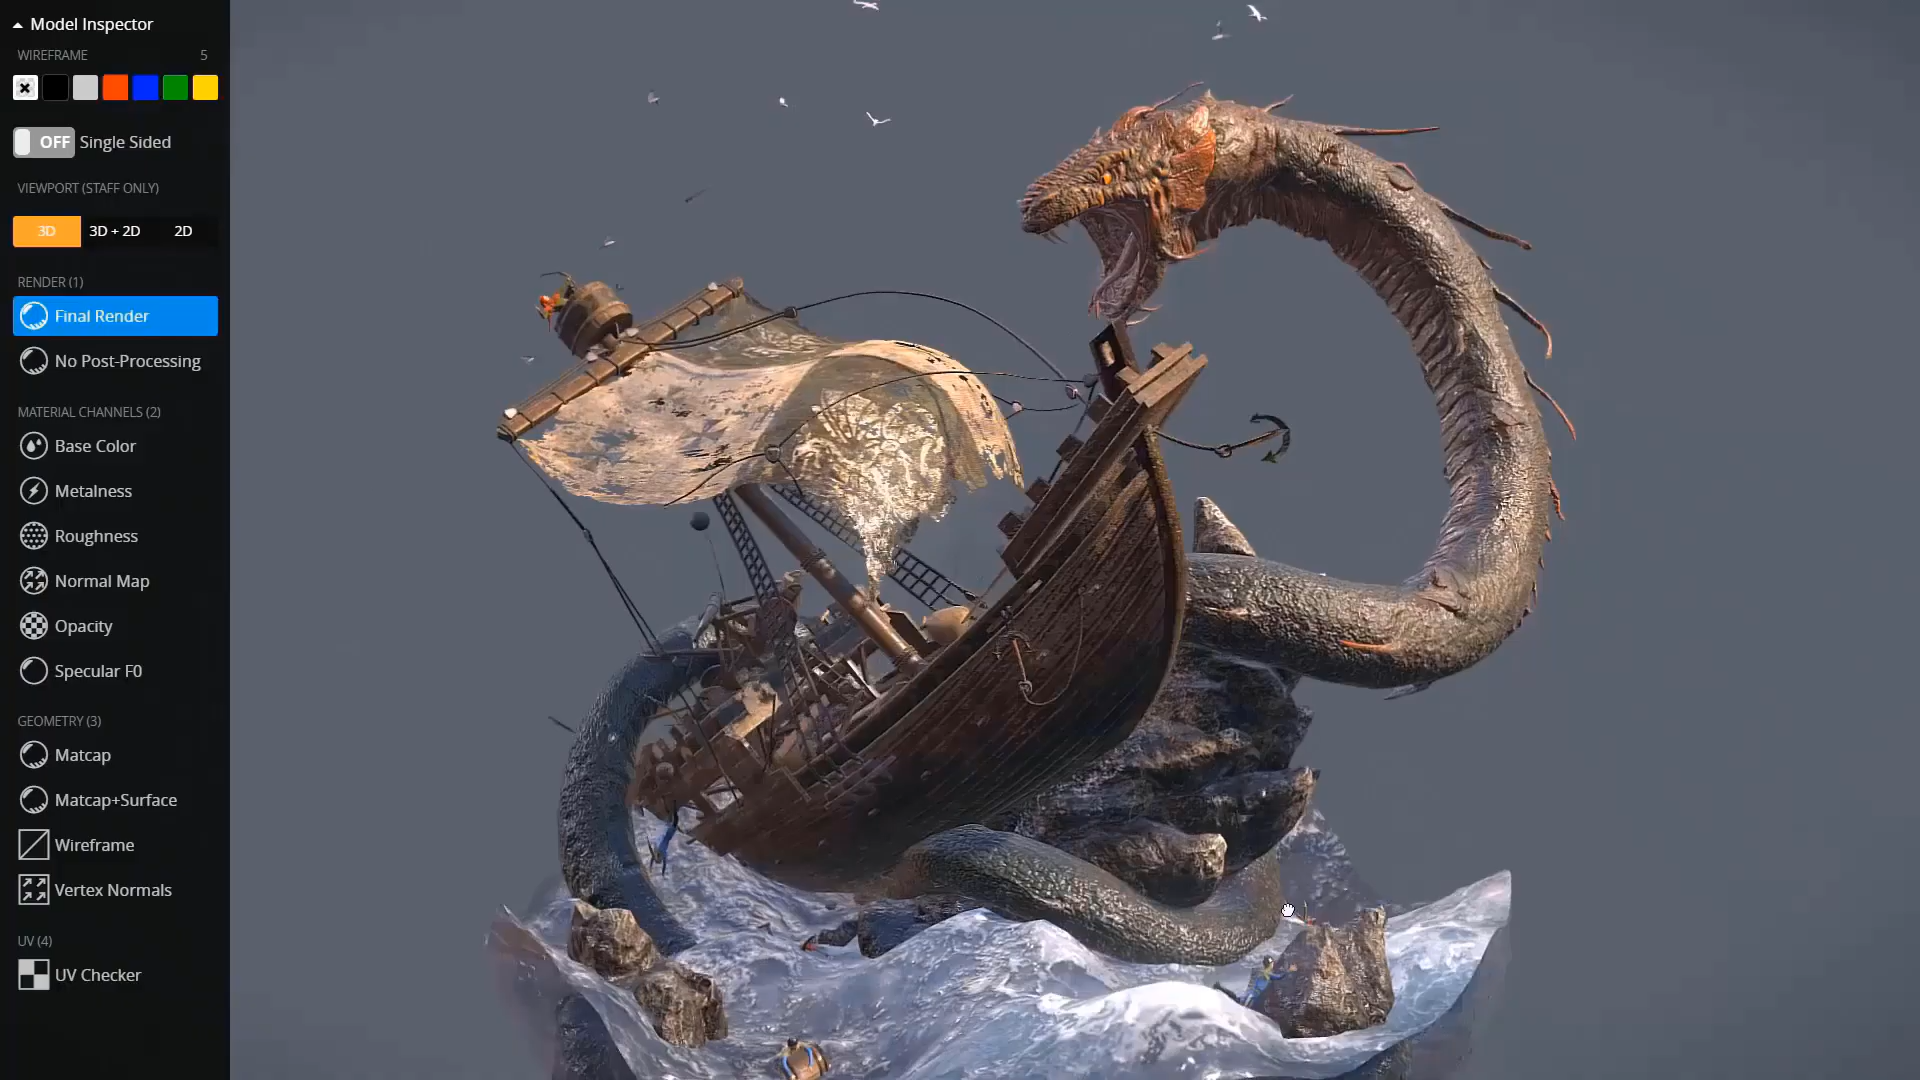 Model Inspector
WIREFRAME 5
OFF Single Sided
VIEWPORT (STAFF ONLY)
3D 3D + 2D 2D
RENDER (1)
Final Render
No Post-Processing
MATERIAL CHANNELS (2)
Base Color
Metalness
Roughness
Normal Map
Opacity
Specular F0
GEOMETRY (3)
Matcap
Matcap+Surface
Wireframe
Vertex Normals
UV (4)
UV Checker